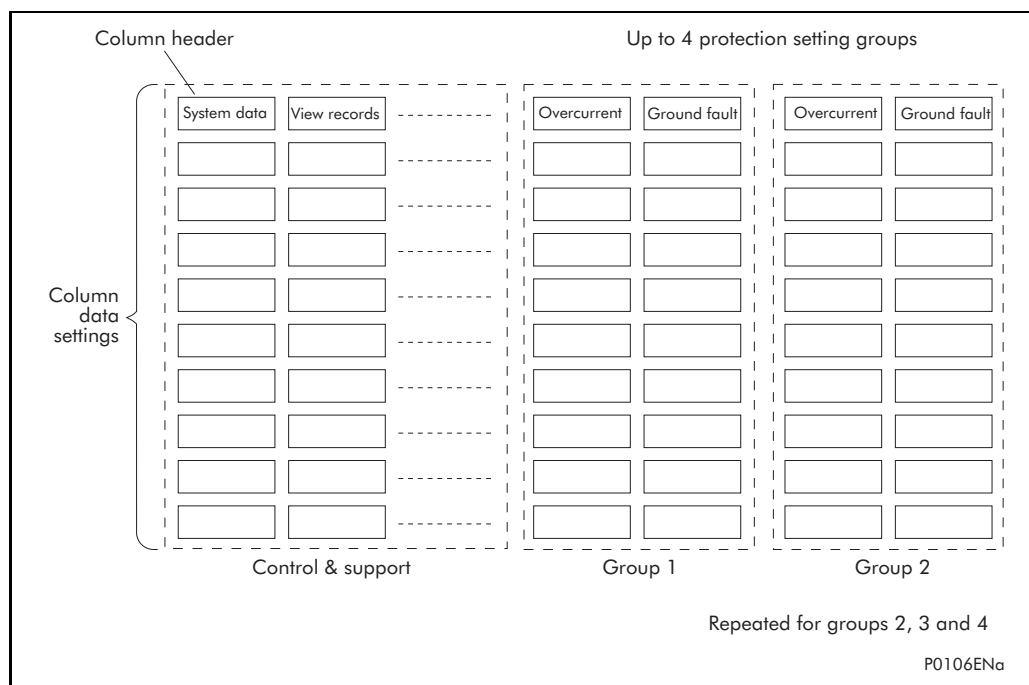 Column header
Up to 4 protection setting groups
System data
View records
Overcurrent
Ground fault
Overcurrent
Ground fault
Column
data
settings
Control & support
Group 1
Group 2
Repeated for groups 2, 3 and 4
P0106ENa